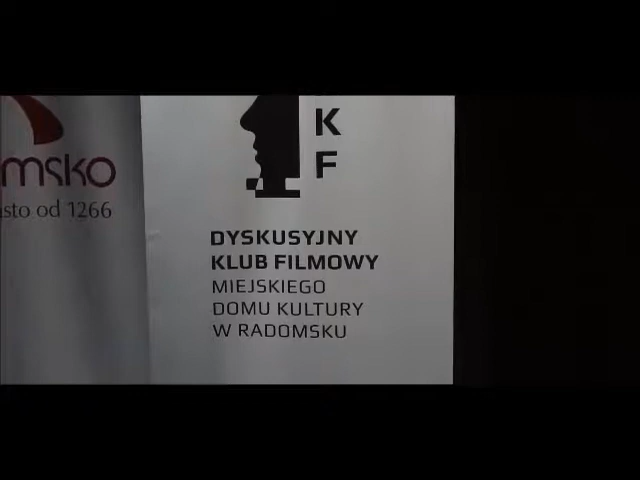 K
F
DYSKUSYJNY
KLUB FILMOWY
MIEJSKIEGO
DOMU KULTURY
W RADOMSKU
msko
sto od 1266